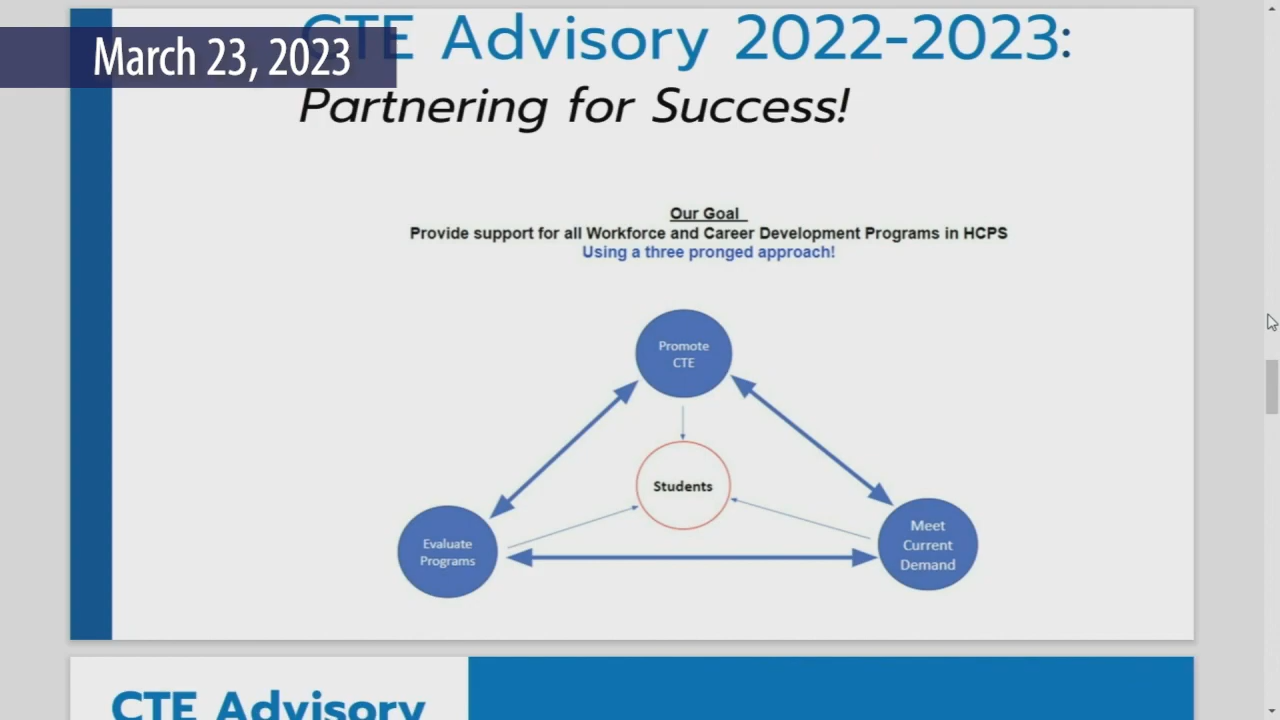 CTE Advisory 2022-2023:
March 23, 2023
Partnering for Success!
Our Goal
Provide support for all Workforce and Career Development Programs in HCPS
Using a three pronged approach!
Promote
CTE
Students
Evaluate
Programs
Meet
Current
Demand
CTE Advisory